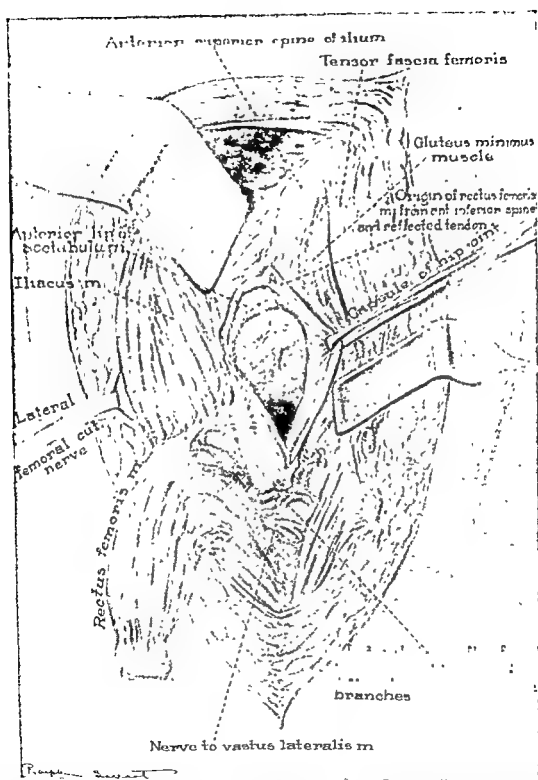 Anterior superior spine of ilium
Tensor fascia femoris
Gluteus minimus
muscle
Origin of rectus femoris
m. from ant inferior spine
and reflected tendon
Capsule of hip joint
Anterior lip of
acetabulum
Iliacus m.
Lateral
femoral cut.
nerve
Rectus femoris m
branches
Nerve to vastus lateralis m